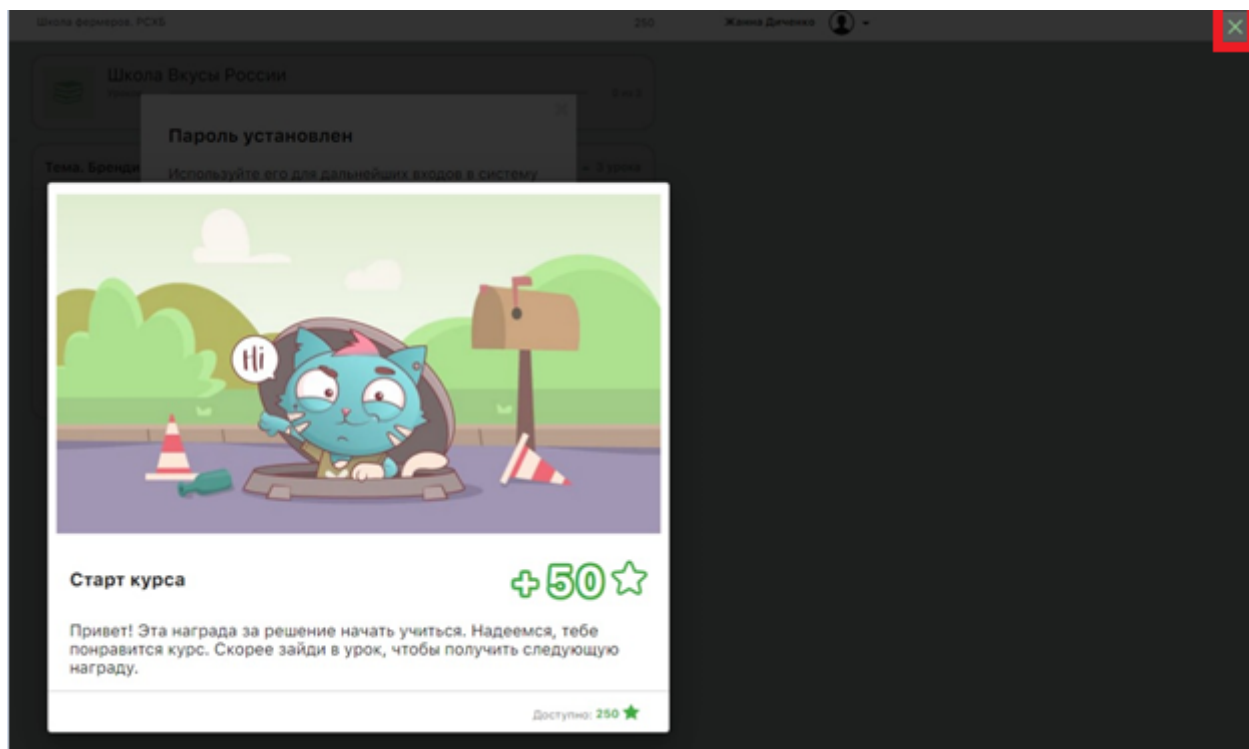 Школа фермеров. РСХБ
250
Жанна Диченко
Школа Вкусы России
Пароль установлен
Тема. Бренди
Используйте его для дальнейших входов в систему
3 урока
Hi
Старт курса
+50
Привет! Эта награда за решение начать учиться. Надеемся, тебе
понравится курс. Скорее зайди в урок, чтобы получить следующую
награду.
Доступно: 250